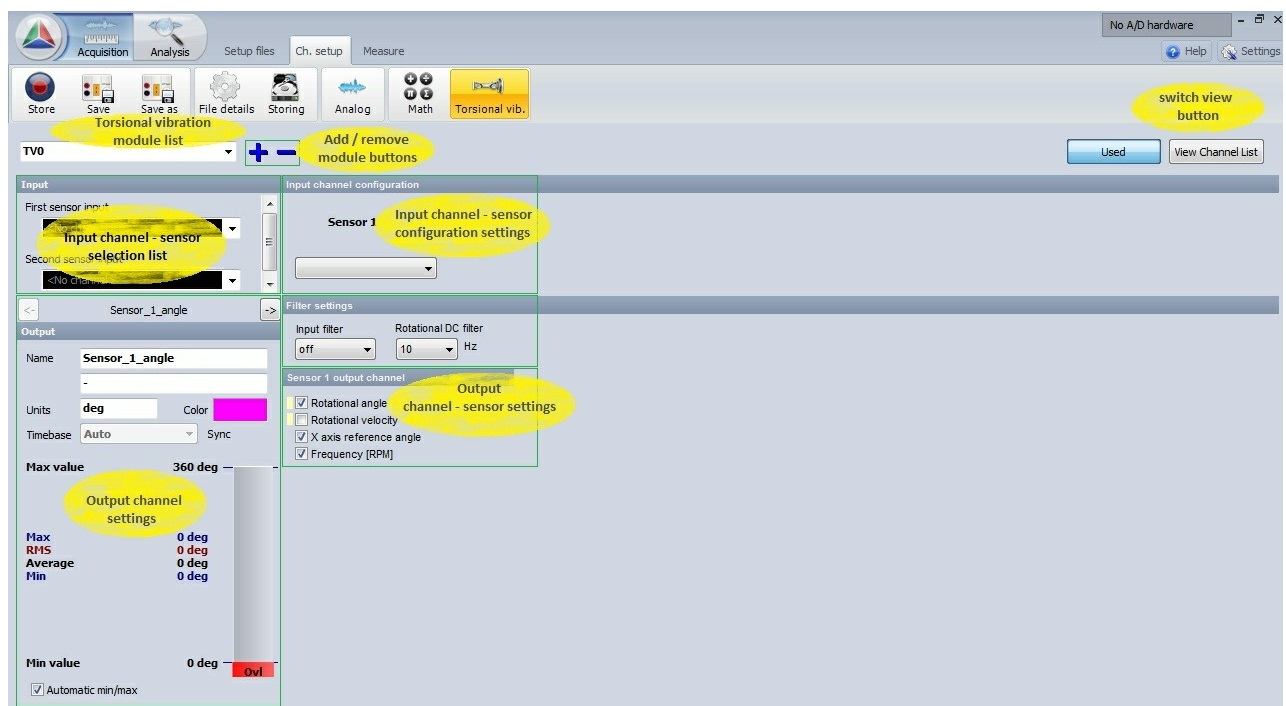 No A/D hardware
Acquisition
Analysis
Setup files
Ch. setup
Measure
Help
Settings
Store
Save
Save as
File details
Storing
Analog
Math
Torsional vib.
switch view
button
Torsional vibration
module list
TV0
Add / remove
module buttons
Used
View Channel List
Input
Input channel configuration
First sensor input
Sensor 1
Input channel - sensor
configuration settings
Input channel - sensor
selection list
Second sensor input
<No
<- Sensor_1_angle ->
Filter settings
Output
Input filter
Rotational DC filter
off
10
Hz
Name
Sensor_1_angle
-
Units
deg
Color
Timebase
Auto
Sync
Sensor 1 output channel
Output
channel - sensor settings
Rotational angle
Rotational velocity
X axis reference angle
Frequency [RPM]
Max value
360 deg
Output channel
settings
Max 0 deg
RMS 0 deg
Average 0 deg
Min 0 deg
Min value 0 deg
Ovl
Automatic min/max